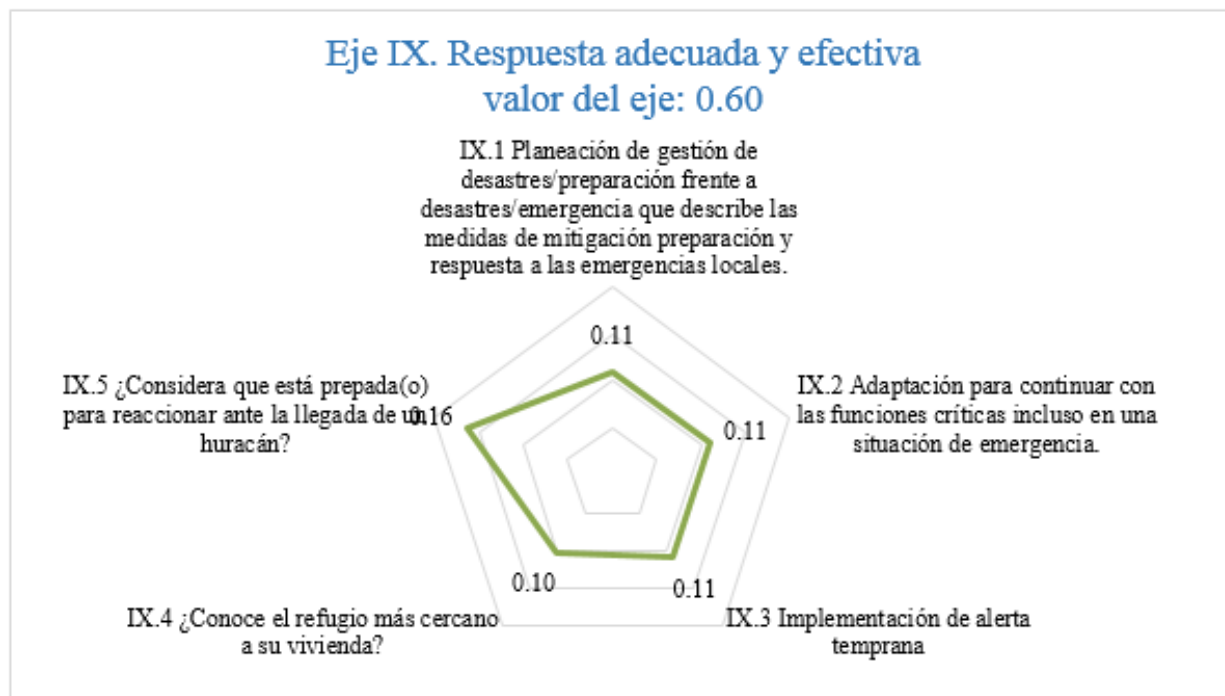 Eje IX. Respuesta adecuada y efectiva
valor del eje: 0.60
IX.1 Planeación de gestión de
desastres/preparación frente a
desastres/emergencia que describe las
medidas de mitigación preparación y
respuesta a las emergencias locales.
0.11
IX.2 Adaptación para continuar con
las funciones críticas incluso en una
situación de emergencia.
0.11
IX.3 Implementación de alerta
temprana
0.11
IX.4 ¿Conoce el refugio más cercano
a su vivienda?
0.10
IX.5 ¿Considera que está prepada(o)
para reaccionar ante la llegada de un
huracán?
0.16